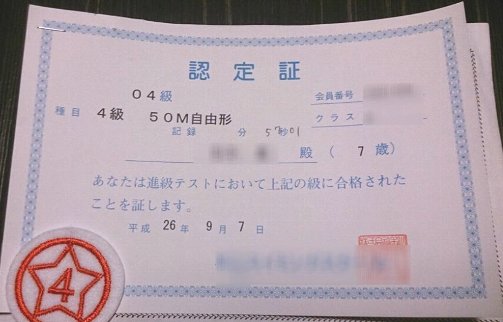 認定証
04級
会員番号
種目 4級 50M自由形
クラス
記録 分 57秒01
殿 ( 7 歳)
あなたは進級テストにおいて上記の級に合格された
ことを証します。
平成 26 年 9 月 7 日
4